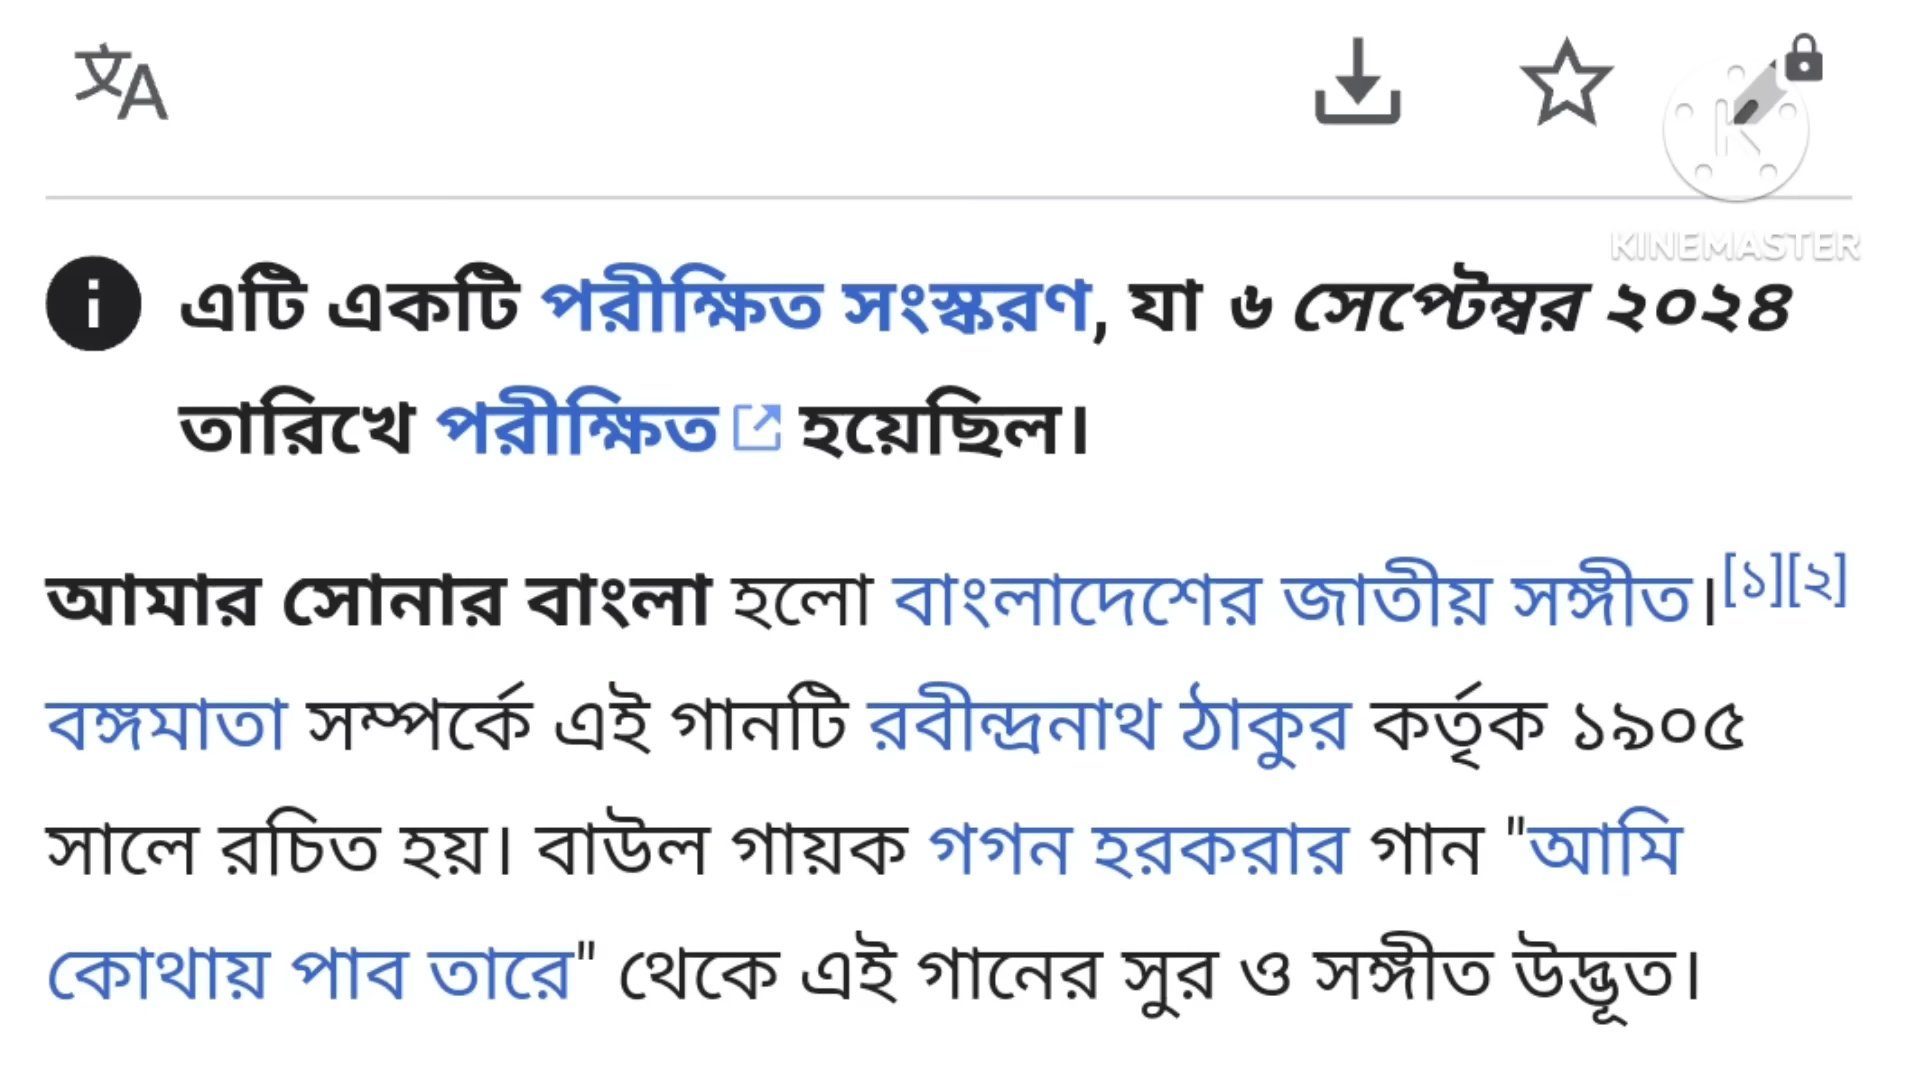 KINEMASTER
এটি একটি পরীক্ষিত সংস্করণ, যা ৬ সেপ্টেম্বর ২০২৪
তারিখে পরীক্ষিত হয়েছিল।
আমার সোনার বাংলা হলো বাংলাদেশের জাতীয় সঙ্গীত।[১][২]
বঙ্গমাতা সম্পর্কে এই গানটি রবীন্দ্রনাথ ঠাকুর কর্তৃক ১৯০৫
সালে রচিত হয়। বাউল গায়ক গগন হরকরার গান "আমি
কোথায় পাব তারে" থেকে এই গানের সুর ও সঙ্গীত উদ্ভূত।